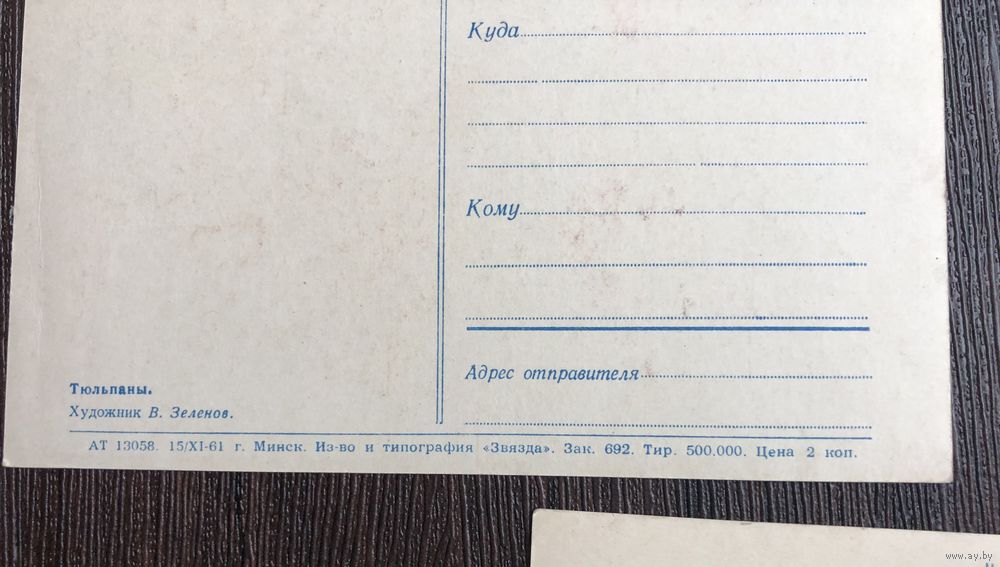 Куда
Кому
Адрес отправителя
Тюльпаны.
Художник В. Зеленов.
АТ 13058. 15/XI-61 г. Минск. Из-во и типография «Звязда». Зак. 692. Тир. 500.000. Цена 2 коп.
www.ay.by